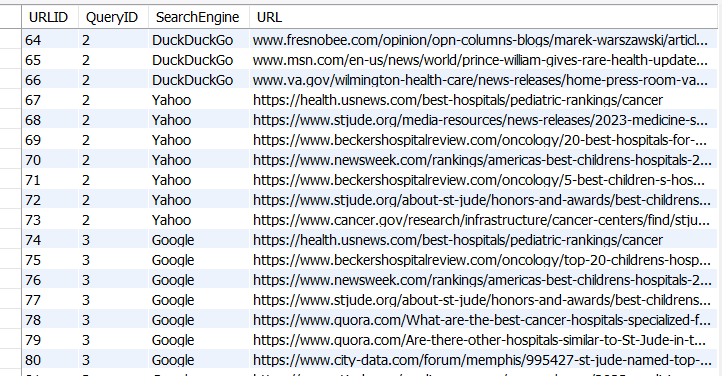 URLID QueryID SearchEngine URL
64 2 DuckDuckGo www.fresnobee.com/opinion/opn-columns-blogs/marek-warszawski/articl...
65 2 DuckDuckGo www.msn.com/en-us/news/world/prince-william-gives-rare-health-update...
66 2 DuckDuckGo www.va.gov/wilmington-health-care/news-releases/home-press-room-va...
67 2 Yahoo https://health.usnews.com/best-hospitals/pediatric-rankings/cancer
68 2 Yahoo https://www.stjude.org/media-resources/news-releases/2023-medicine-s...
69 2 Yahoo https://www.beckershospitalreview.com/oncology/20-best-hospitals-for-...
70 2 Yahoo https://www.newsweek.com/rankings/americas-best-childrens-hospitals-2...
71 2 Yahoo https://www.beckershospitalreview.com/oncology/5-best-children-s-hos...
72 2 Yahoo https://www.stjude.org/about-st-jude/honors-and-awards/best-childrens...
73 2 Yahoo https://www.cancer.gov/research/infrastructure/cancer-centers/find/stju...
74 3 Google https://health.usnews.com/best-hospitals/pediatric-rankings/cancer
75 3 Google https://www.beckershospitalreview.com/oncology/top-20-childrens-hosp...
76 3 Google https://www.newsweek.com/rankings/americas-best-childrens-hospitals-2...
77 3 Google https://www.stjude.org/about-st-jude/honors-and-awards/best-childrens...
78 3 Google https://www.quora.com/What-are-the-best-cancer-hospitals-specialized-f...
79 3 Google https://www.quora.com/Are-there-other-hospitals-similar-to-St-Jude-in-t...
80 3 Google https://www.city-data.com/forum/memphis/995427-st-jude-named-top-...